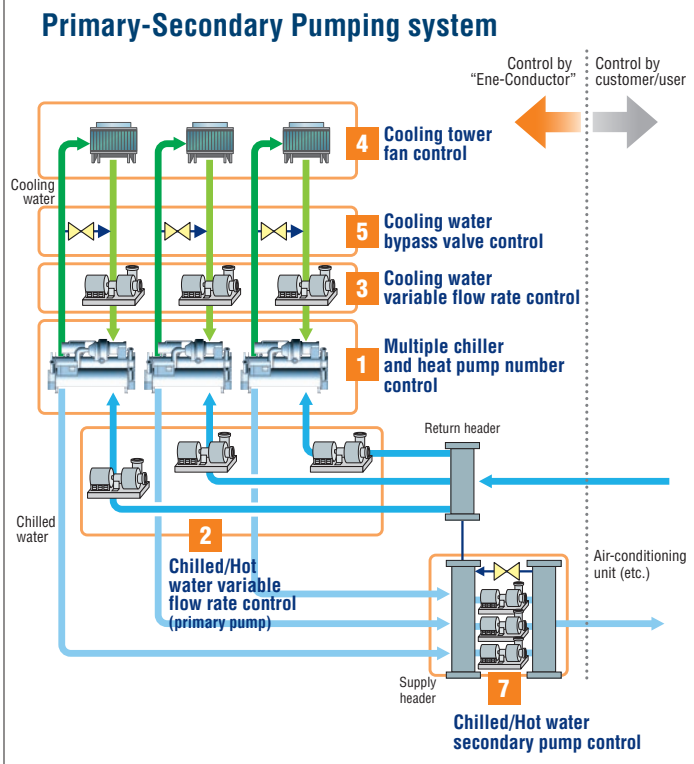 Primary-Secondary Pumping system
Control by
“Ene-Conductor”
Control by
customer/user
4
Cooling tower
fan control
Cooling
water
5
Cooling water
bypass valve control
3
Cooling water
variable flow rate control
1
Multiple chiller
and heat pump number
control
Return header
2
Chilled/Hot
water variable
flow rate control
(primary pump)
Chilled
water
Air-conditioning
unit (etc.)
Supply
header
7
Chilled/Hot water
secondary pump control